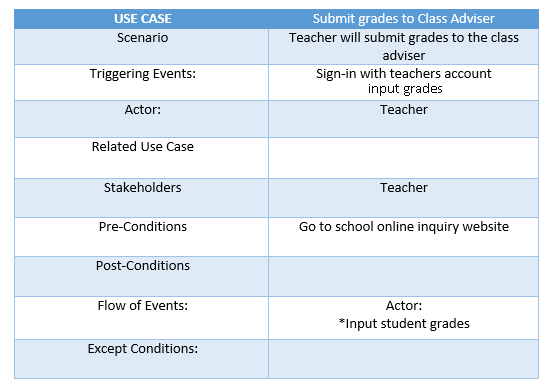 USE CASE Submit grades to Class Adviser
Scenario Teacher will submit grades to the class
adviser
Triggering Events: Sign-in with teachers account
input grades
Actor: Teacher
Related Use Case
Stakeholders Teacher
Pre-Conditions Go to school online inquiry website
Post-Conditions
Flow of Events: Actor:
*Input student grades
Except Conditions: